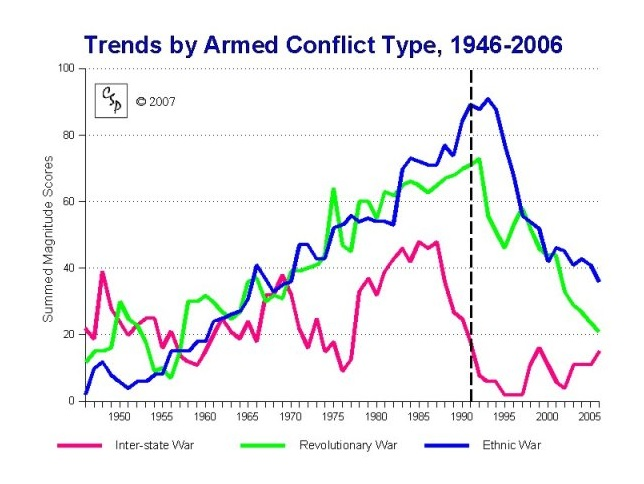 Trends by Armed Conflict Type, 1946-2006
100
CSP © 2007
80
60
40
20
0
Summed Magnitude Scores
1950 1955 1960 1965 1970 1975 1980 1985 1990 1995 2000 2005
Inter-state War Revolutionary War Ethnic War